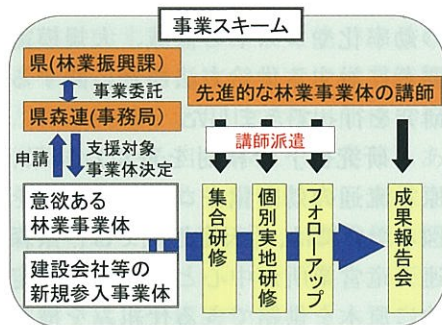 事業スキーム
県(林業振興課)
事業委託
県森連(事務局)
申請
支援対象
事業体決定
意欲ある
林業事業体
建設会社等の
新規参入事業体
先進的な林業事業体の講師
講師派遣
集合研修
個別実地研修
フォローアップ
成果報告会